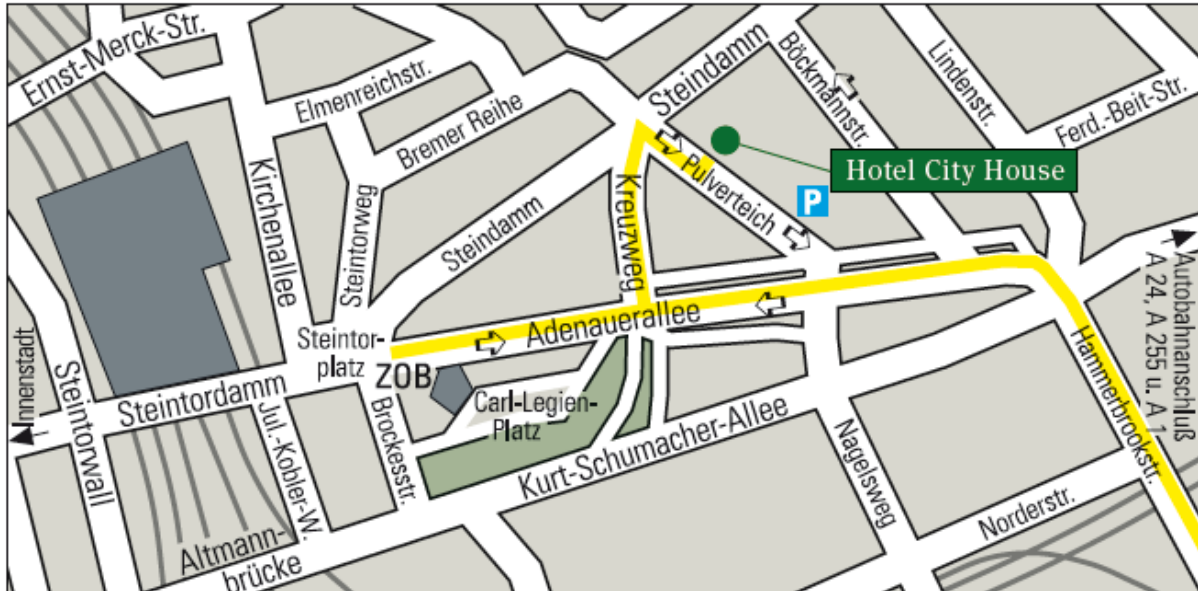 Ernst-Merck-Str.
Elmenreichstr.
Bremer Reihe
Steindamm
Böckmannstr.
Lindenstr.
Ferd.-Beit-Str.
Hotel City House
P
Pulverteich
Kreuzweg
Kirchenallee
Steintorweg
Steindamm
Adenauerallee
Autobahnanschluß
A 24, A 255 u. A 1
Hammerbrookstr.
Innenstadt
Steintorwall
Steintordamm
Steintor-
platz
ZOB
Carl-Legien-
Platz
Jul.-Kobler-W.
Brockesstr.
Kurt-Schumacher-Allee
Nagelsweg
Norderstr.
Altmann-
brücke